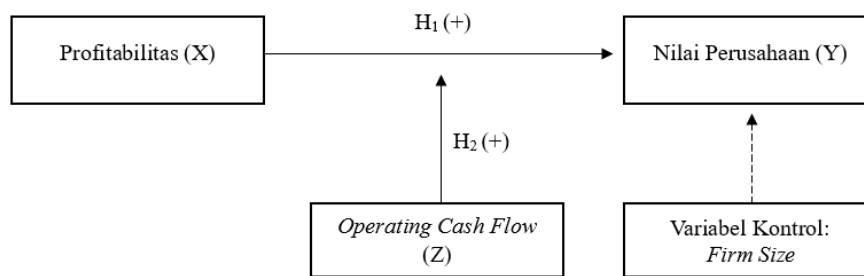 H₁ (+)
Profitabilitas (X)
Nilai Perusahaan (Y)
H₂ (+)
Operating Cash Flow
(Z)
Variabel Kontrol:
Firm Size